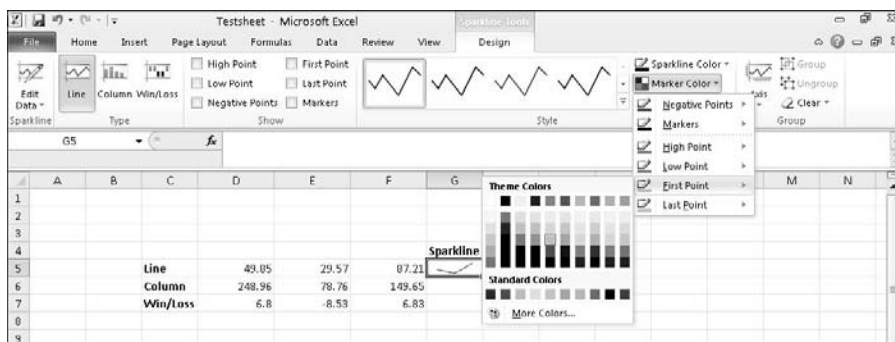 Testsheet - Microsoft Excel Sparkline Tools
File Home Insert Page Layout Formulas Data Review View Design
High Point First Point
Low Point Last Point
Negative Points Markers
Edit Data Line Column Win/Loss
Sparkline Color
Marker Color
Axis
Group
Ungroup
Clear
Sparkline Type Show Style Group
Negative Points
Markers
High Point
Low Point
First Point
Last Point
G5 fx
A B C D E F G M N
1
2
3
4 Sparkline
5 Line 49.85 29.57 87.21
6 Column 248.96 78.76 149.65
7 Win/Loss 6.8 -8.53 6.83
8
9
Theme Colors
Standard Colors
More Colors...